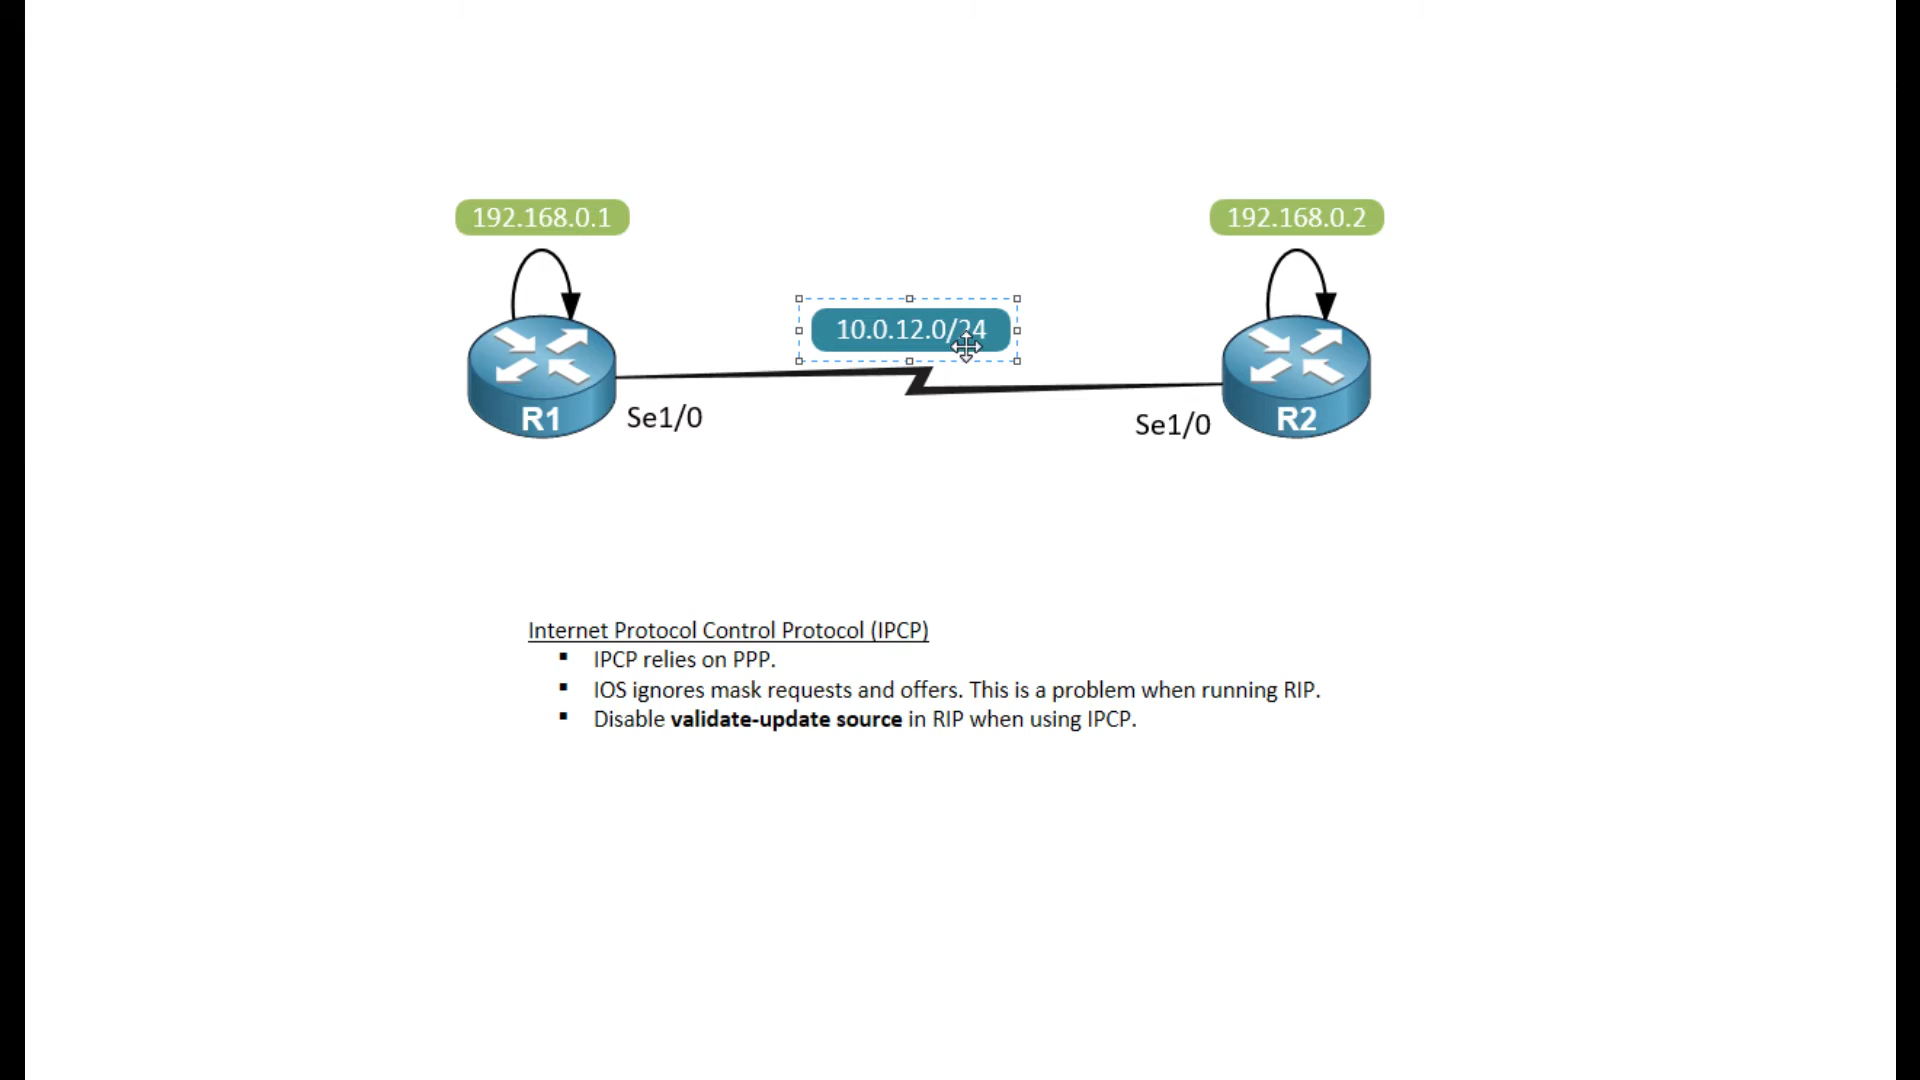 192.168.0.1
192.168.0.2
10.0.12.0/24
R1
Se1/0
Se1/0
R2
Internet Protocol Control Protocol (IPCP)
▪ IPCP relies on PPP.
▪ IOS ignores mask requests and offers. This is a problem when running RIP.
▪ Disable validate-update source in RIP when using IPCP.